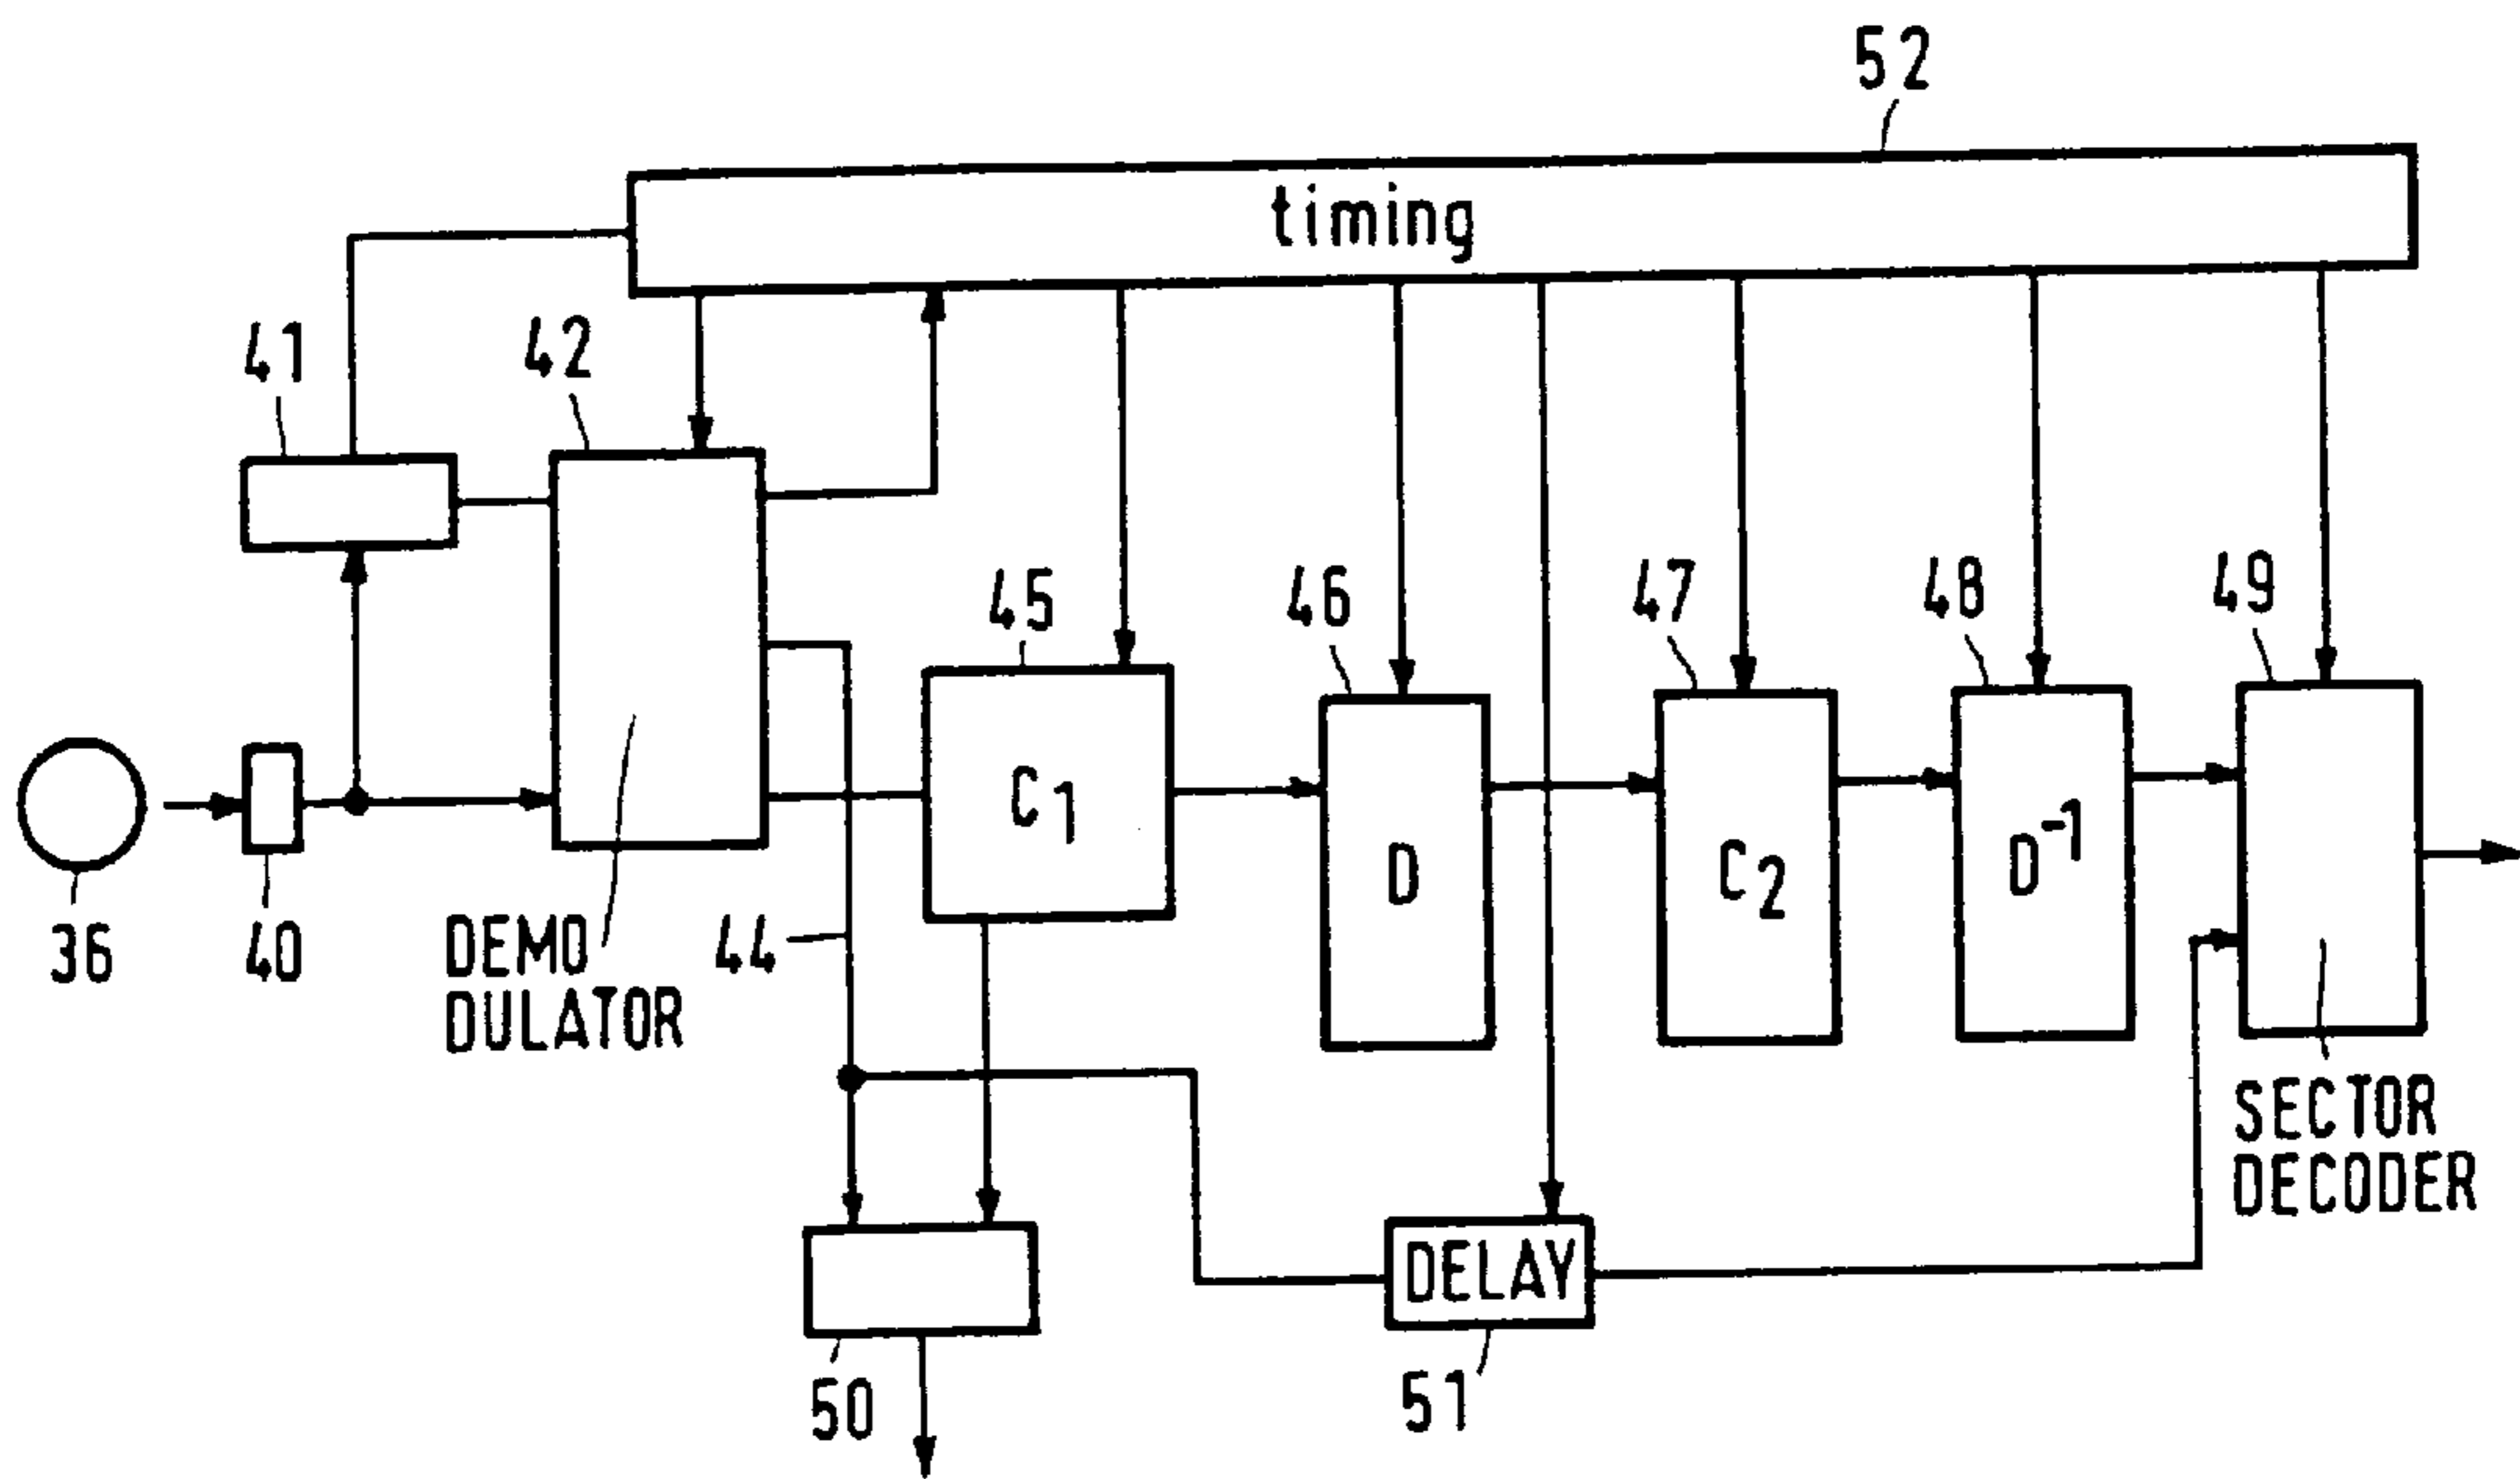 52
timing
41
42
45
46
47
48
49
C1
D
C2
D-1
36
40
DEMO
DULATOR
44
SECTOR
DECODER
DELAY
50
51